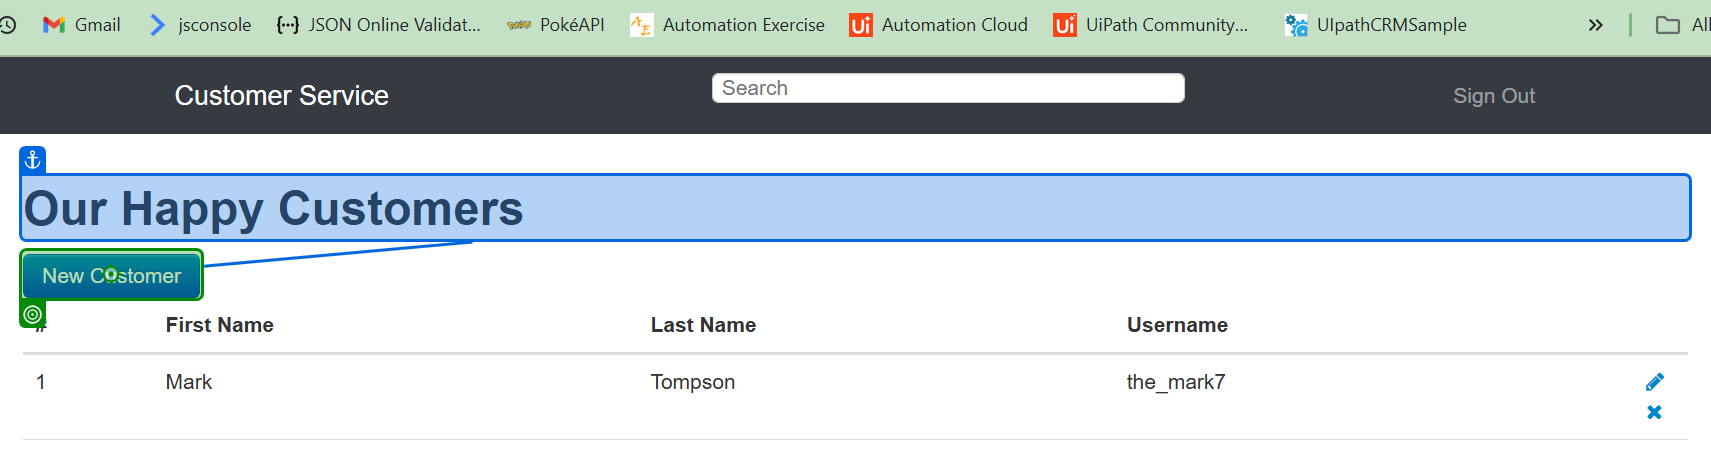 Gmail jsconsole JSON Online Validat... PokéAPI Automation Exercise Automation Cloud UiPath Community... UIpathCRMSample » All
Customer Service Search Sign Out
Our Happy Customers
New Customer
# First Name Last Name Username
1 Mark Tompson the_mark7